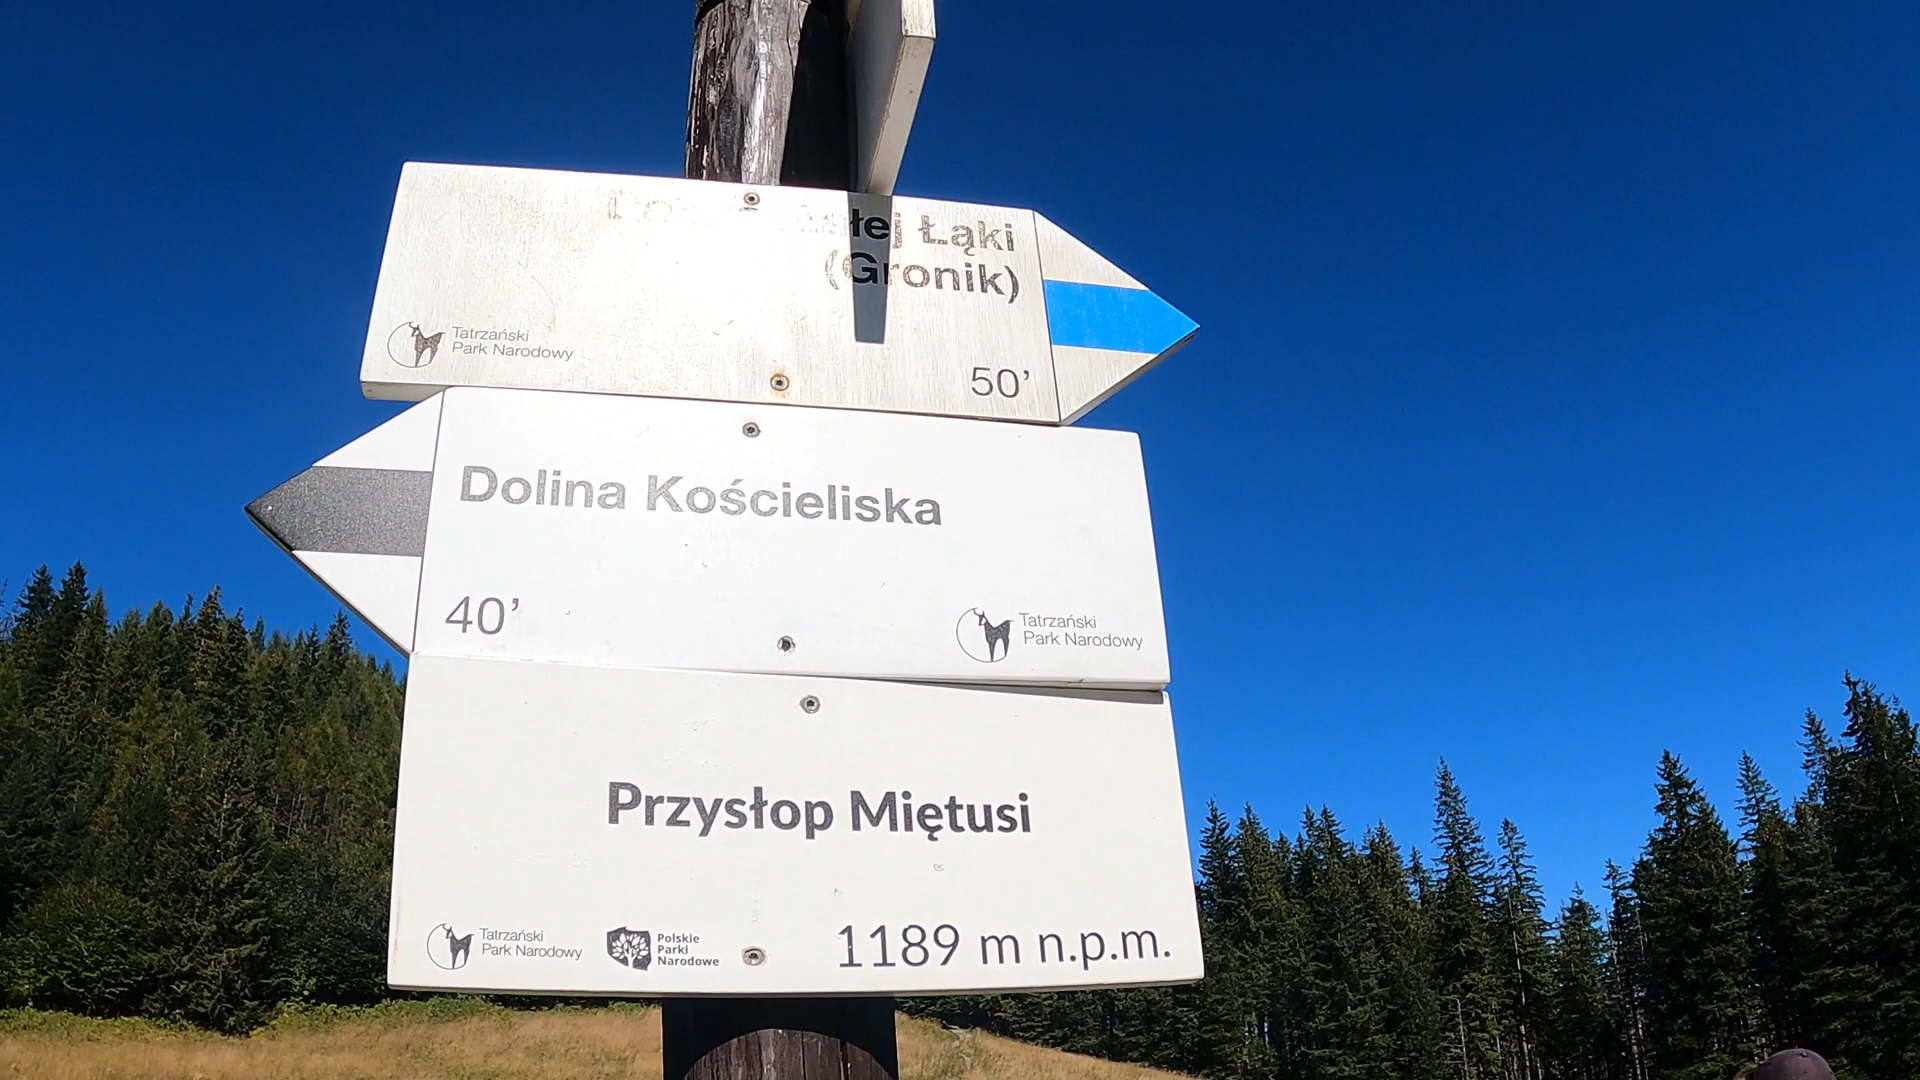 Łąki
(Gronik)
Tatrzański
Park Narodowy
50’
Dolina Kościeliska
40’
Tatrzański
Park Narodowy
Przysłop Miętusi
Tatrzański
Park Narodowy
Polskie
Parki
Narodowe
1189 m n.p.m.